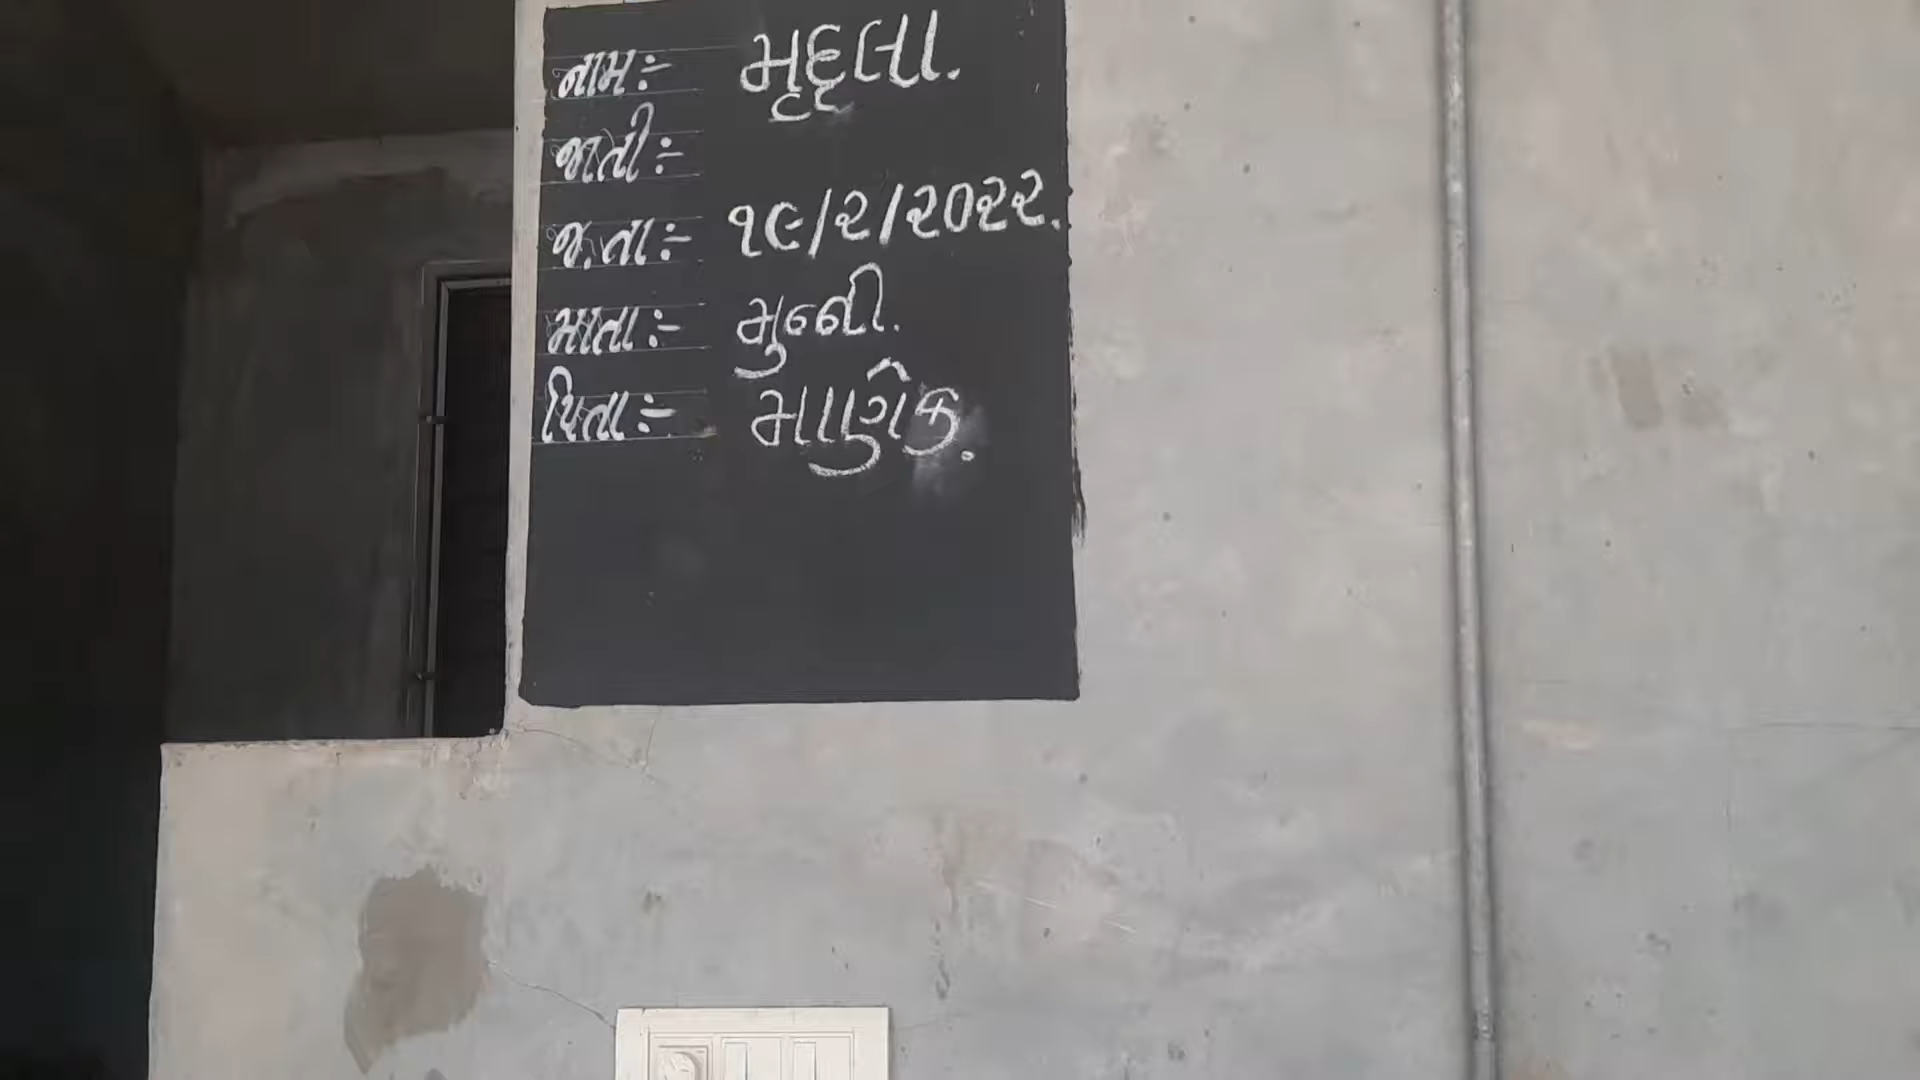 નામ:- મૃદૃલા.
જાતી:-
જ.તા:- ૧૯/૨/૨૦૨૨.
માતા:- મુન્ની.
પિતા:- માણેક.